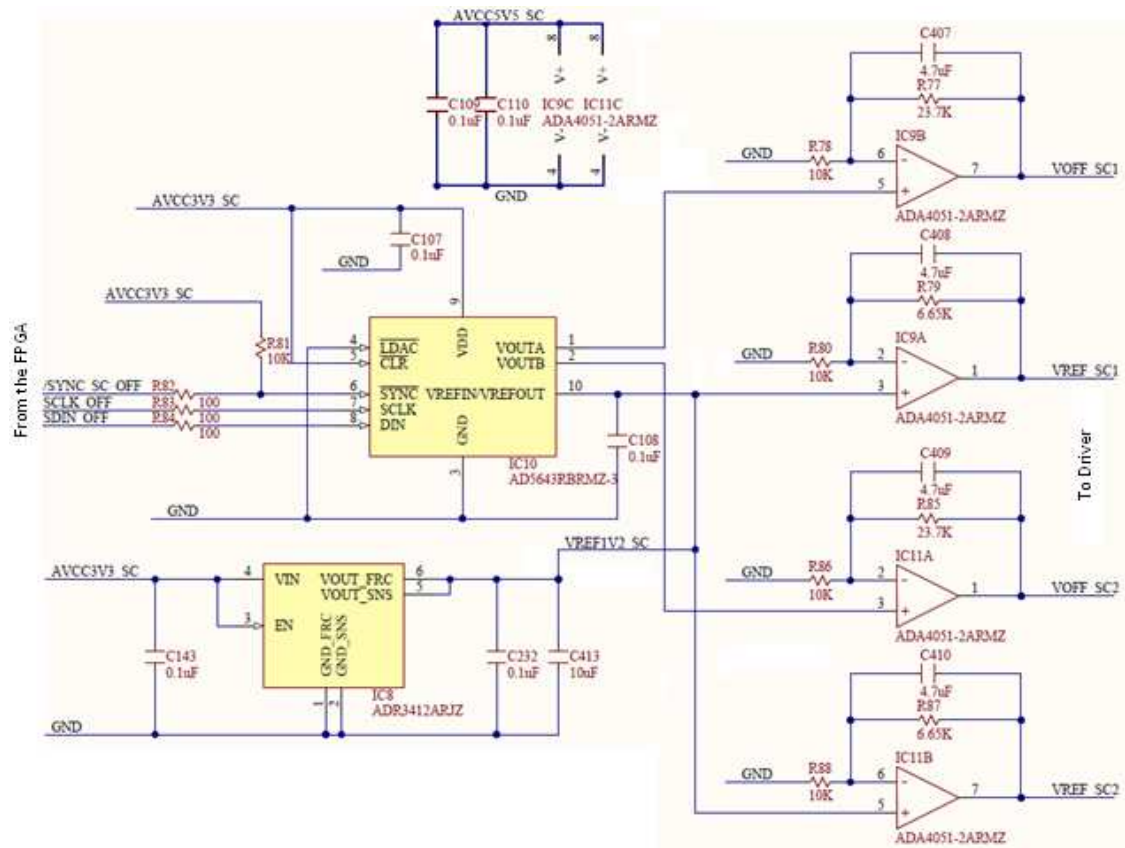 AVCC5V5_SC
C109
0.1uF
C110
0.1uF
8
V+
8
V+
IC9C
IC11C
ADA4051-2ARMZ
V-
4
V-
4
GND
C407
4.7uF
R77
23.7K
GND
R78
10K
IC9B
6
-
5
+
7
VOFF_SC1
ADA4051-2ARMZ
AVCC3V3_SC
C107
0.1uF
GND
9
AVCC3V3_SC
R81
10K
From the FPGA
/SYNC_SC_OFF
R82
100
SCLK_OFF
R83
100
SDIN_OFF
R84
100
4
LDAC
5
CLR
6
SYNC
7
SCLK
8
DIN
VDD
VOUTA
1
VOUTB
2
VREFIN/VREFOUT
10
GND
3
IC10
AD5643RBRMZ-3
C108
0.1uF
GND
C408
4.7uF
R79
6.65K
GND
R80
10K
IC9A
2
-
3
+
1
VREF_SC1
ADA4051-2ARMZ
To Driver
C409
4.7uF
R85
23.7K
GND
R86
10K
IC11A
2
-
3
+
1
VOFF_SC2
ADA4051-2ARMZ
VREF1V2_SC
AVCC3V3_SC
4
VIN
3
EN
VOUT_FRC
6
VOUT_SNS
5
GND_FRC
GND_SNS
1
2
IC8
ADR3412ARJZ
C143
0.1uF
C232
0.1uF
C413
10uF
GND
C410
4.7uF
R87
6.65K
GND
R88
10K
IC11B
6
-
5
+
7
VREF_SC2
ADA4051-2ARMZ